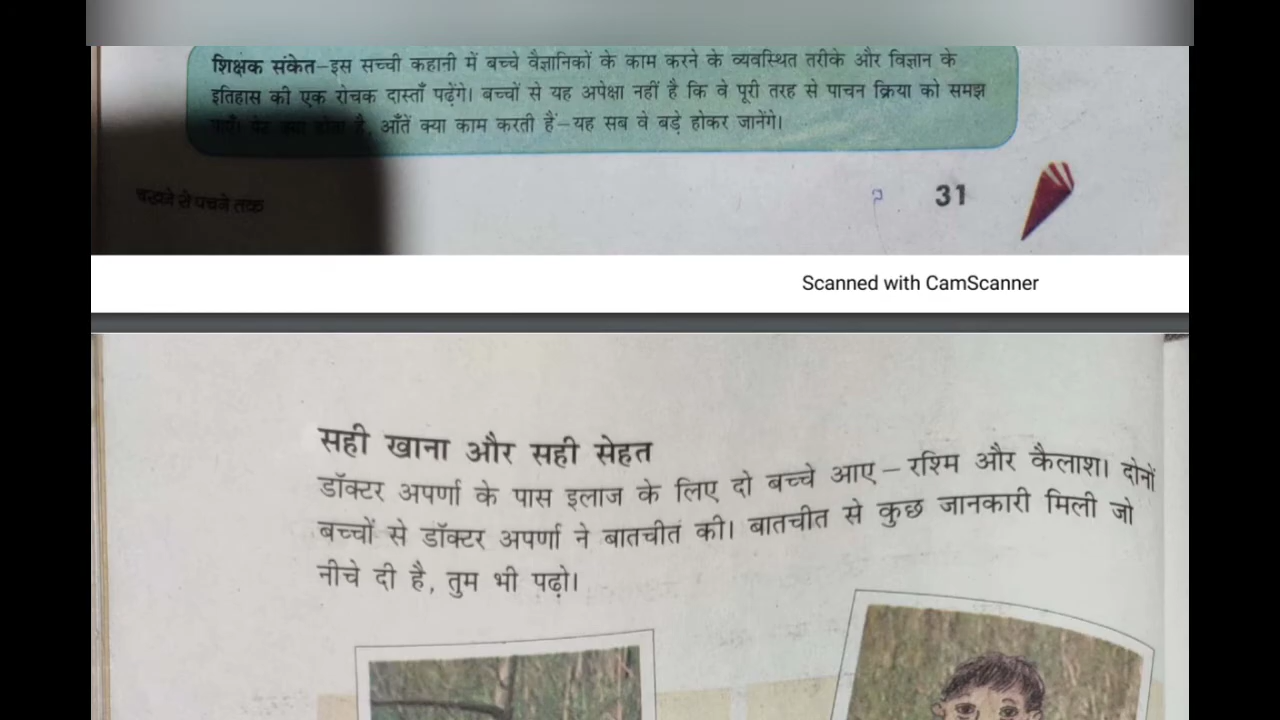 शिक्षक संकेत–इस सच्ची कहानी में बच्चे वैज्ञानिकों के काम करने के व्यवस्थित तरीके और विज्ञान के
इतिहास की एक रोचक दास्ताँ पढ़ेंगे। बच्चों से यह अपेक्षा नहीं है कि वे पूरी तरह से पाचन क्रिया को समझ
पाएँ। पेट क्या होता है, आँतें क्या काम करती हैं–यह सब वे बड़े होकर जानेंगे।
चखने से पचने तक
31
Scanned with CamScanner
सही खाना और सही सेहत
डॉक्टर अपर्णा के पास इलाज के लिए दो बच्चे आए – रश्मि और कैलाश। दोनों
बच्चों से डॉक्टर अपर्णा ने बातचीत की। बातचीत से कुछ जानकारी मिली जो
नीचे दी है, तुम भी पढ़ो।